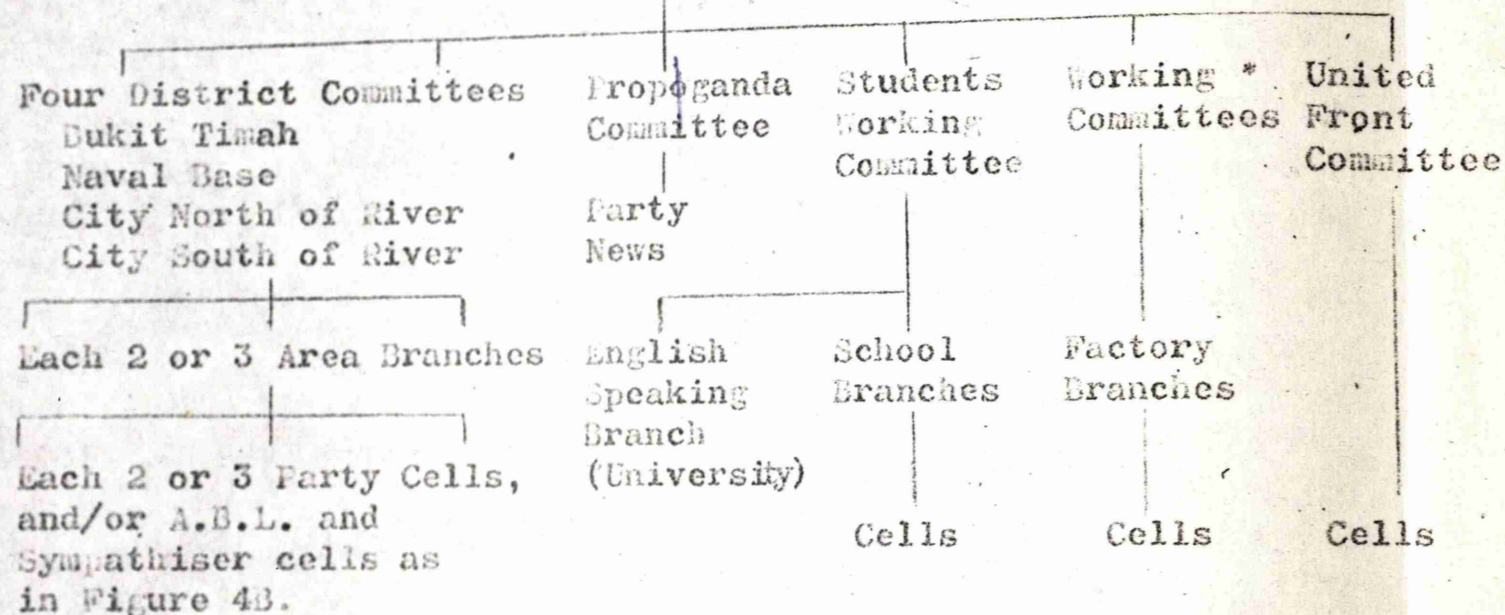 Four District Committees
Bukit Timah
Naval Base
City North of River
City South of River
Propoganda
Committee
Party
News
Students
Working
Committee
Working *
Committees
United
Front
Committee
Each 2 or 3 Area Branches
English
Speaking
Branch
(University)
School
Branches
Factory
Branches
Each 2 or 3 Party Cells,
and/or A.B.L. and
Sympathiser cells as
in Figure 4B.
Cells
Cells
Cells